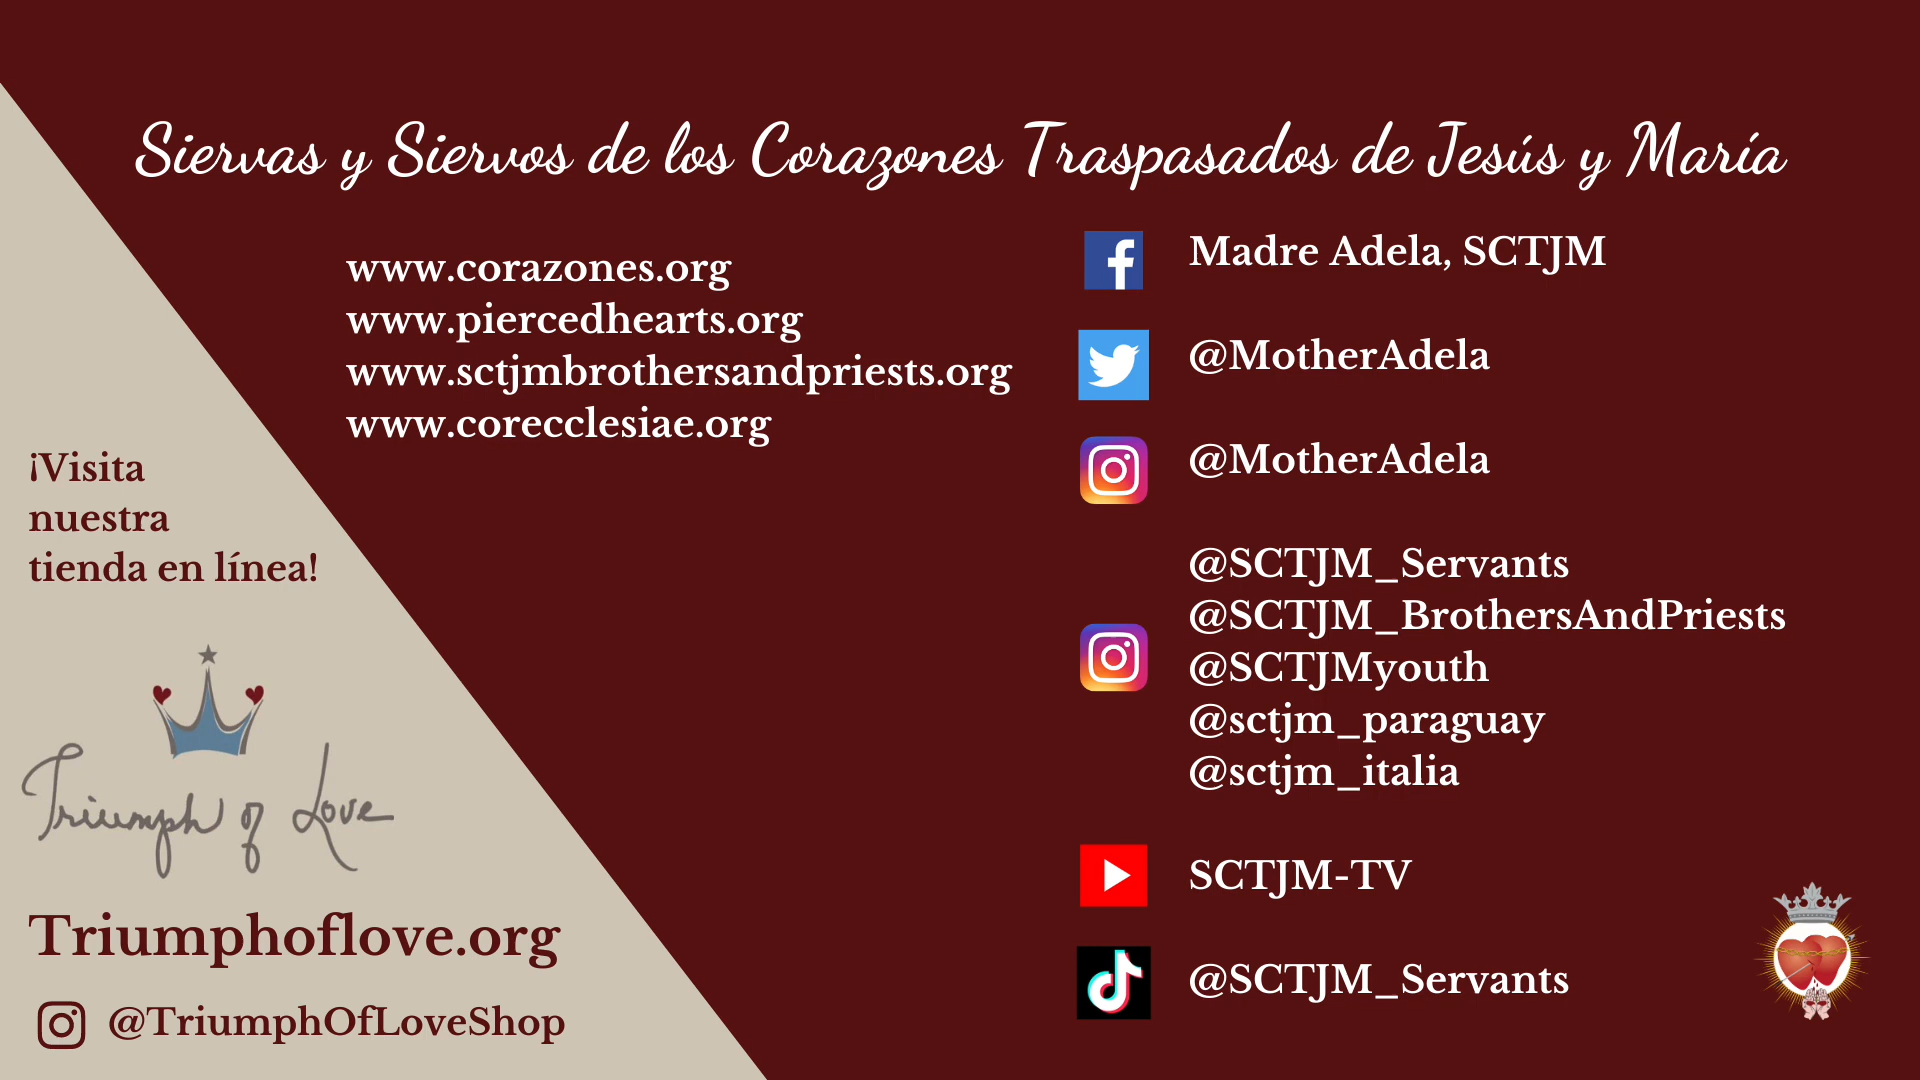 Siervas y Siervos de los Corazones Traspasados de Jesús y María
www.corazones.org
www.piercedhearts.org
www.sctjmbrothersandpriests.org
www.corecclesiae.org
Madre Adela, SCTJM
@MotherAdela
@MotherAdela
@SCTJM_Servants
@SCTJM_BrothersAndPriests
@SCTJMyouth
@sctjm_paraguay
@sctjm_italia
SCTJM-TV
@SCTJM_Servants
¡Visita
nuestra
tienda en línea!
Triumph of Love
Triumphoflove.org
@TriumphOfLoveShop